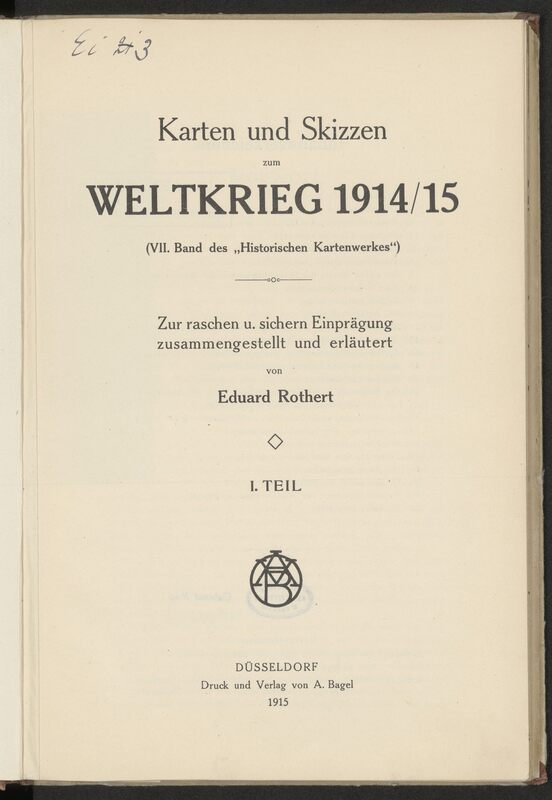 Karten und Skizzen
zum
WELTKRIEG 1914/15
(VII. Band des „Historischen Kartenwerkes“)
Zur raschen u. sichern Einprägung
zusammengestellt und erläutert
von
Eduard Rothert
I. TEIL
DÜSSELDORF
Druck und Verlag von A. Bagel
1915